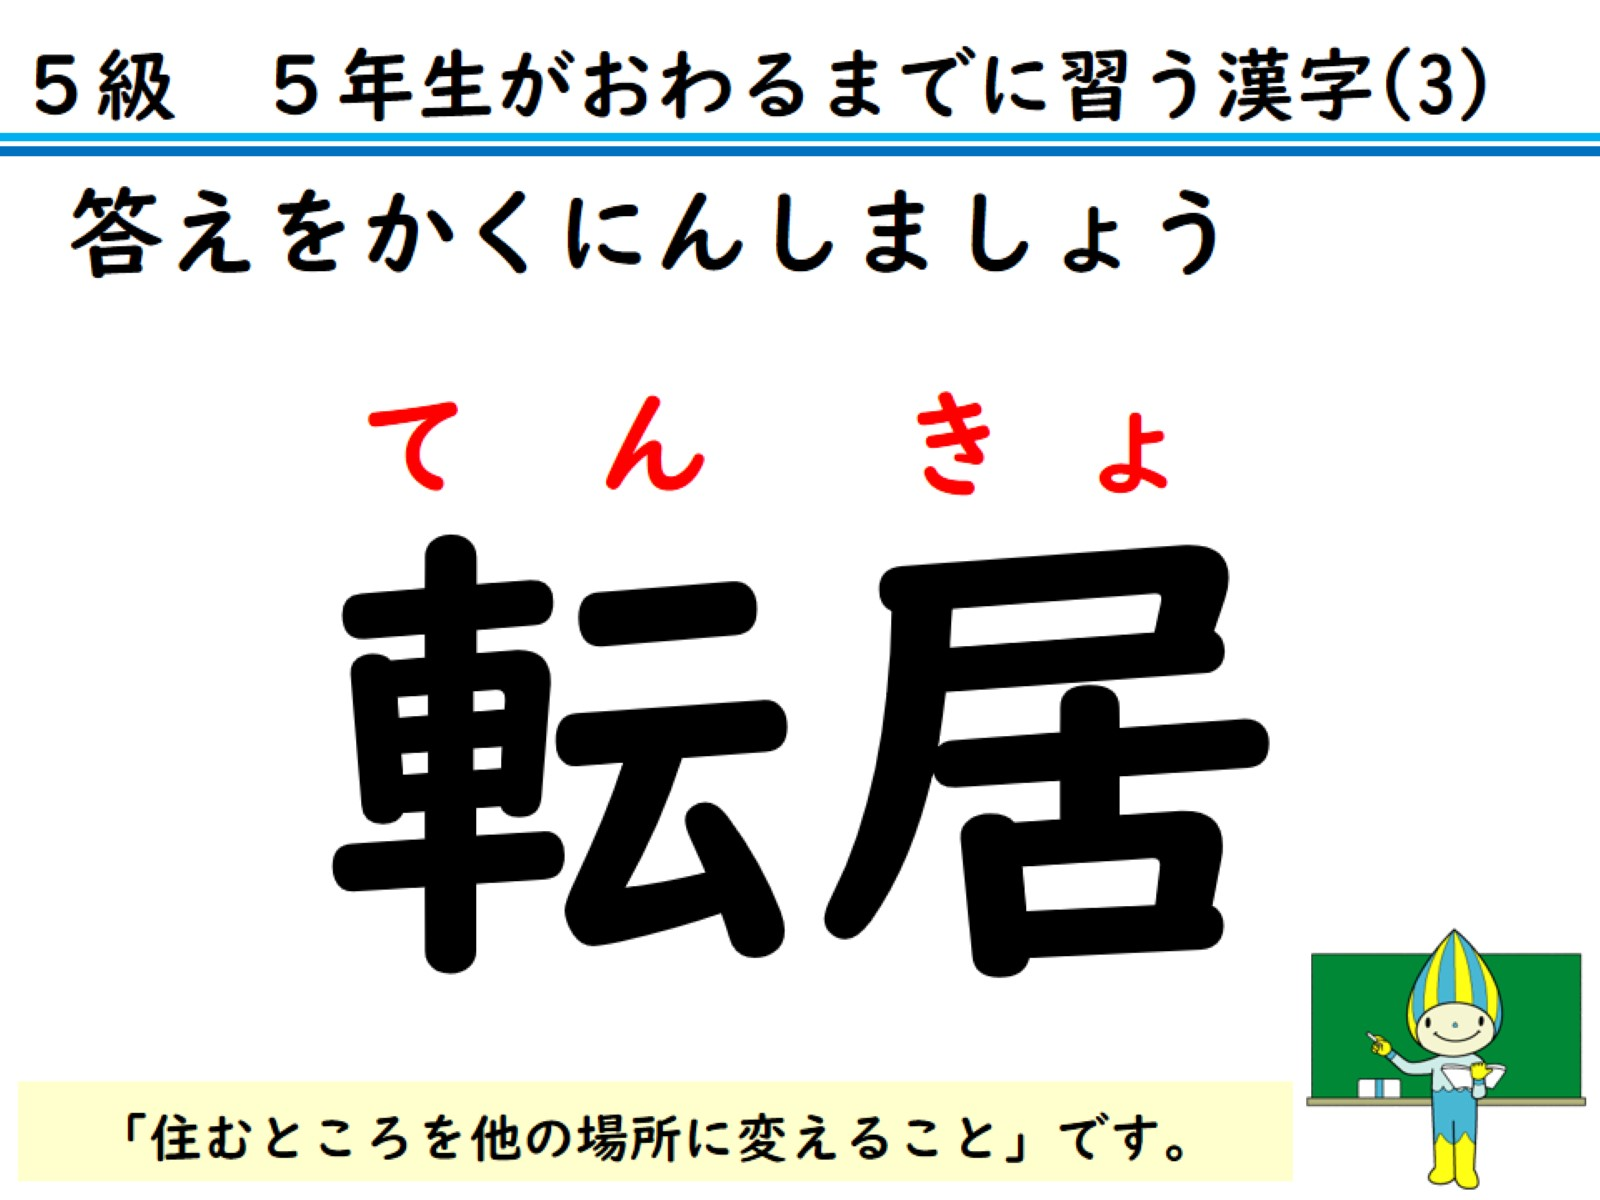 ５級　５年生がおわるまでに習う漢字(3)
答えをかくにんしましょう
てんきょ
転居
「住むところを他の場所に変えること」です。